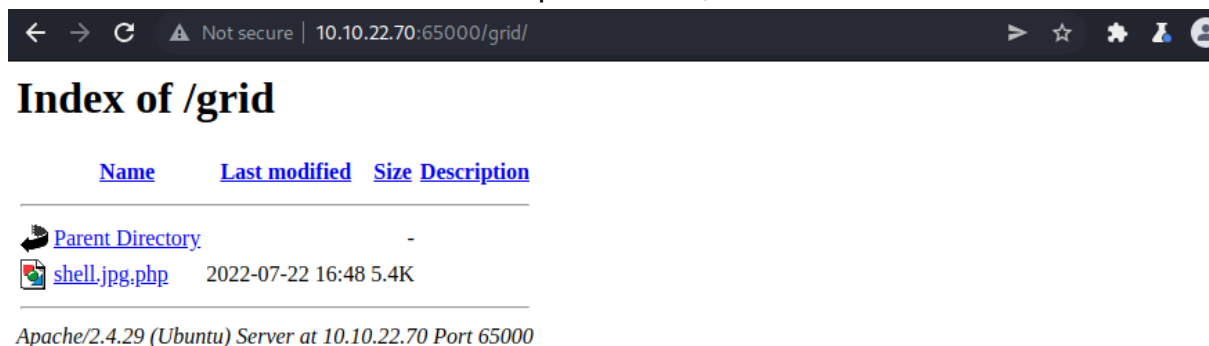 Not secure | 10.10.22.70:65000/grid/
Index of /grid
Name Last modified Size Description
Parent Directory -
shell.jpg.php 2022-07-22 16:48 5.4K
Apache/2.4.29 (Ubuntu) Server at 10.10.22.70 Port 65000